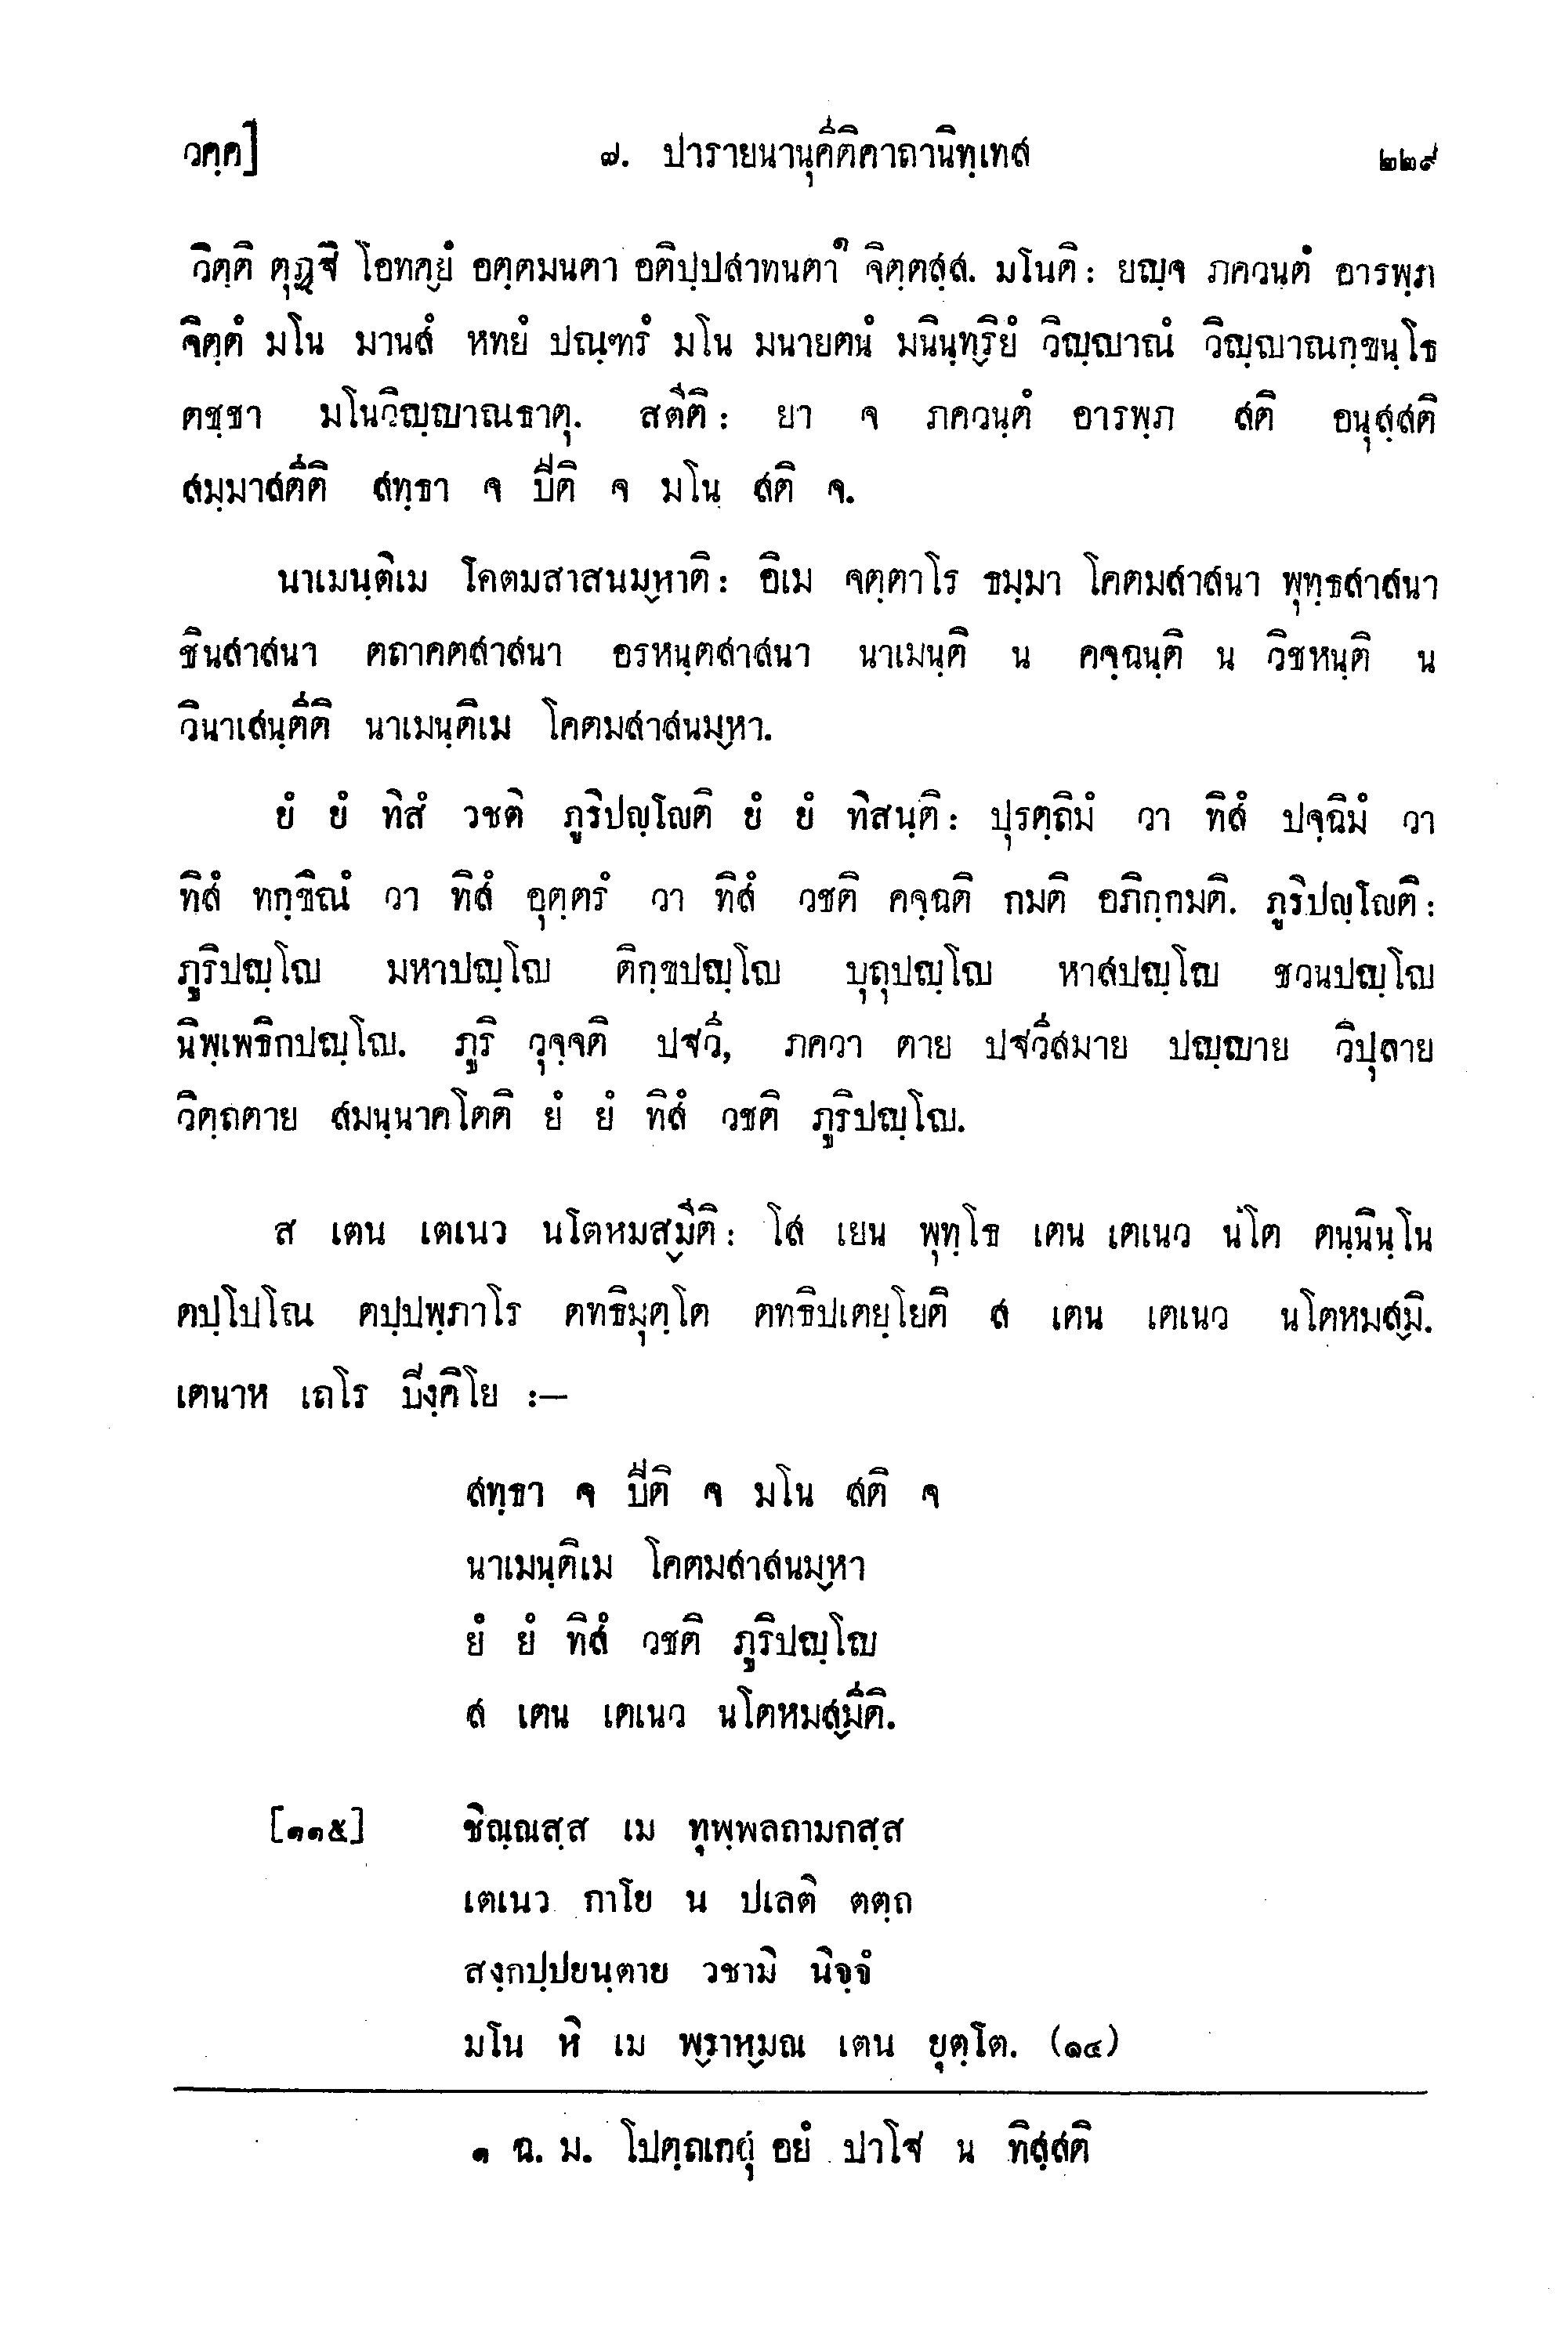 วคฺค]		๗. ปารายนานุคีติคาถานิทฺเทส		๒๒๙
วิตฺติ ตุฏฺฐิ โอทคฺยํ อตฺตมนตา อติปฺปสาทนตา๑ จิตฺตสฺส. มโนติ: ยญฺจ ภควนฺตํ อารพฺภ
จิตฺตํ มโน มานสํ หทยํ ปณฺฑรํ มโน มนายตนํ มนินฺทฺริยํ วิญฺญาณํ วิญฺญาณกฺขนฺโธ
ตชฺชา มโนวิญฺญาณธาตุ. สตีติ: ยา จ ภควนฺตํ อารพฺภ สติ อนุสฺสติ
สมฺมาสตีติ สทฺธา จ ปีติ จ มโน สติ จ.
นาเมนฺติเม โคตมสาสนมฺหาติ: อิเม จตฺตาโร ธมฺมา โคตมสาสนา พุทฺธสาสนา
ชินสาสนา ตถาคตสาสนา อรหนฺตสาสนา นาเมนฺติ น คจฺฉนฺติ น วิชหนฺติ น
วินาเสนฺตีติ นาเมนฺติเม โคตมสาสนมฺหา.
ยํ ยํ ทิสํ วชติ ภูริปญฺโญติ ยํ ยํ ทิสนฺติ: ปุรตฺถิมํ วา ทิสํ ปจฺฉิมํ วา
ทิสํ ทกฺขิณํ วา ทิสํ อุตฺตรํ วา ทิสํ วชติ คจฺฉติ กมติ อภิกฺกมติ. ภูริปญฺโญติ:
ภูริปญฺโญ มหาปญฺโญ ติกฺขปญฺโญ ปุถุปญฺโญ หาสปญฺโญ ชวนปญฺโญ
นิพฺเพธิกปญฺโญ. ภูริ วุจฺจติ ปฐวี, ภควา ตาย ปฐวีสมาย ปญฺญาย วิปุลาย
วิตฺถตาย สมนฺนาคโตติ ยํ ยํ ทิสํ วชติ ภูริปญฺโญ.
ส เตน เตเนว นโตหมสฺมีติ: โส เยน พุทฺโธ เตน เตเนว นโต ตนฺนินฺโน
ตปฺโปโณ ตปฺปพฺภาโร ตทธิมุตฺโต ตทธิปเตยฺโยติ ส เตน เตเนว นโตหมสฺมิ.
เตนาห เถโร ปิงฺคิโย :–
สทฺธา จ ปีติ จ มโน สติ จ
นาเมนฺติเม โคตมสาสนมฺหา
ยํ ยํ ทิสํ วชติ ภูริปญฺโญ
ส เตน เตเนว นโตหมสฺมีติ.
[๑๑๕]	ชิณฺณสฺส เม ทุพฺพลถามกสฺส
เตเนว กาโย น ปเลติ ตตฺถ
สงฺกปฺปยนฺตาย วชามิ นิจฺจํ
มโน หิ เม พฺราหฺมณ เตน ยุตฺโต. (๑๔)
๑ ฉ. ม. โปตฺถเกสุ อยํ ปาโฐ น ทิสฺสติ